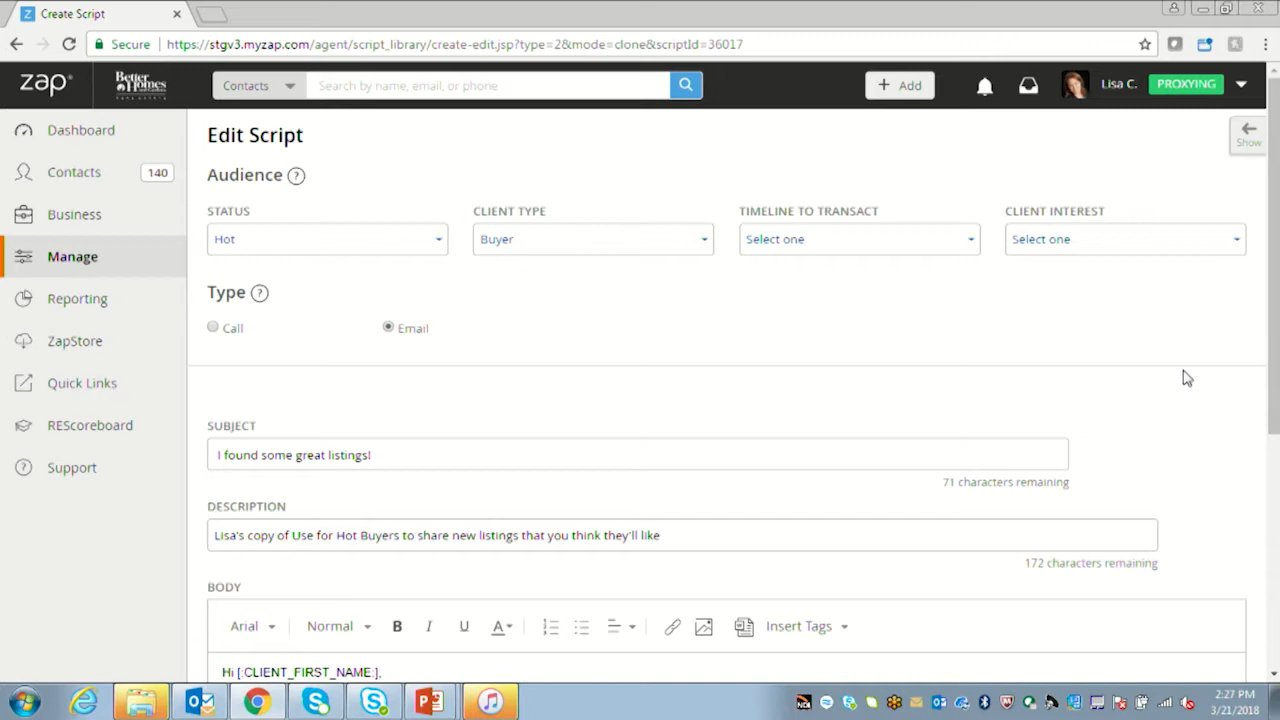 Create Script
Secure https://stgv3.myzap.com/agent/script_library/create-edit.jsp?type=2&mode=clone&scriptId=36017
zap
Better Homes
Contacts
Search by name, email, or phone
Add
Lisa C.
PROXYING
Dashboard
Contacts 140
Business
Manage
Reporting
ZapStore
Quick Links
REScoreboard
Support
Show
Edit Script
Audience ?
STATUS CLIENT TYPE TIMELINE TO TRANSACT CLIENT INTEREST
Hot Buyer Select one Select one
Type ?
Call Email
SUBJECT
I found some great listings!
71 characters remaining
DESCRIPTION
Lisa's copy of Use for Hot Buyers to share new listings that you think they'll like
172 characters remaining
BODY
Arial Normal B I U A Insert Tags
Hi [:CLIENT_FIRST_NAME:],
2:27 PM
3/21/2018